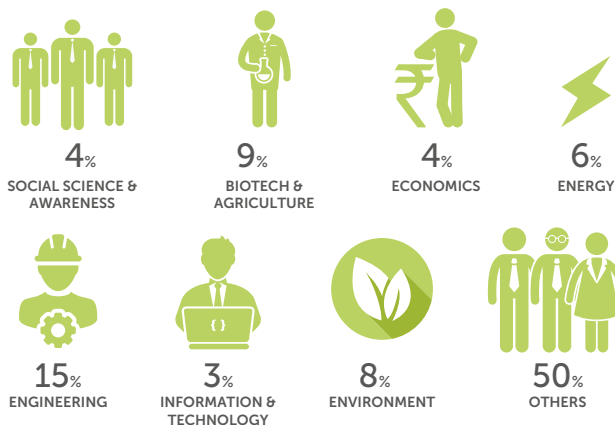 4%
SOCIAL SCIENCE &
AWARENESS
9%
BIOTECH &
AGRICULTURE
₹
4%
ECONOMICS
6%
ENERGY
15%
ENGINEERING
{ }
3%
INFORMATION &
TECHNOLOGY
8%
ENVIRONMENT
50%
OTHERS